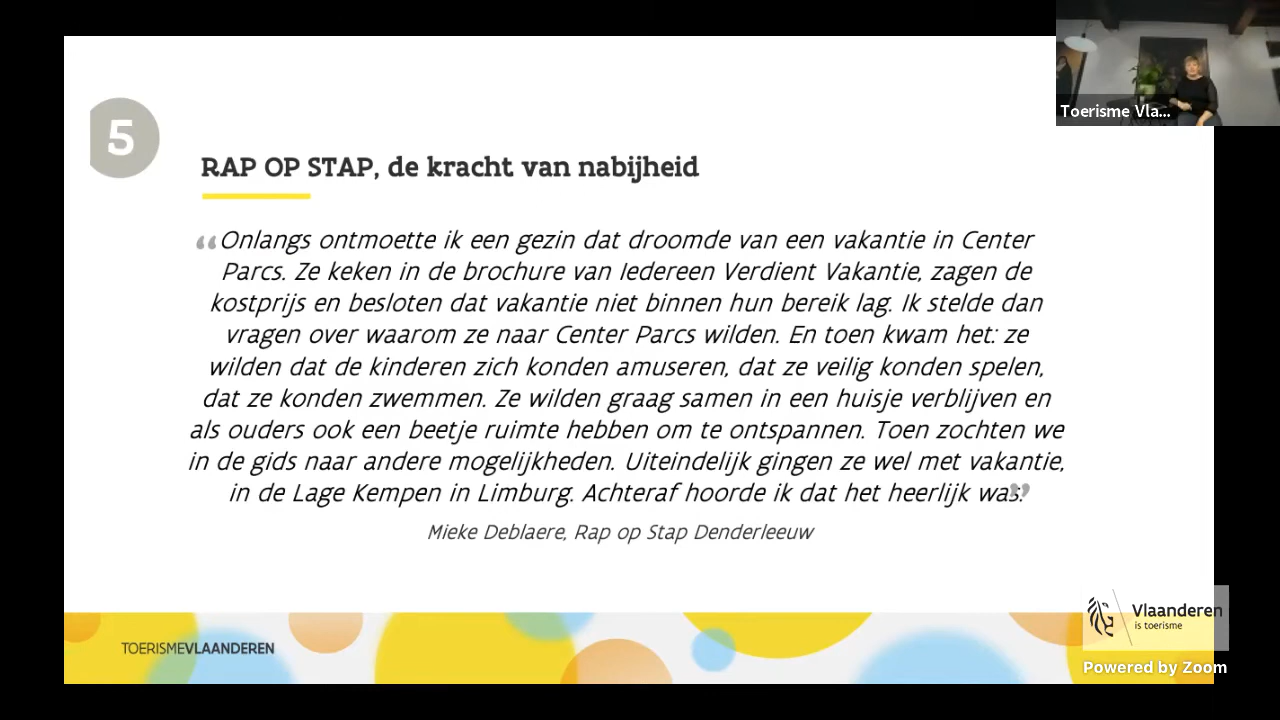 Toerisme Vla...
5
RAP OP STAP, de kracht van nabijheid
“Onlangs ontmoette ik een gezin dat droomde van een vakantie in Center
Parcs. Ze keken in de brochure van Iedereen Verdient Vakantie, zagen de
kostprijs en besloten dat vakantie niet binnen hun bereik lag. Ik stelde dan
vragen over waarom ze naar Center Parcs wilden. En toen kwam het: ze
wilden dat de kinderen zich konden amuseren, dat ze veilig konden spelen,
dat ze konden zwemmen. Ze wilden graag samen in een huisje verblijven en
als ouders ook een beetje ruimte hebben om te ontspannen. Toen zochten we
in de gids naar andere mogelijkheden. Uiteindelijk gingen ze wel met vakantie,
in de Lage Kempen in Limburg. Achteraf hoorde ik dat het heerlijk was.”
Mieke Deblaere, Rap op Stap Denderleeuw
TOERISMEVLAANDEREN
Vlaanderen
is toerisme
Powered by Zoom